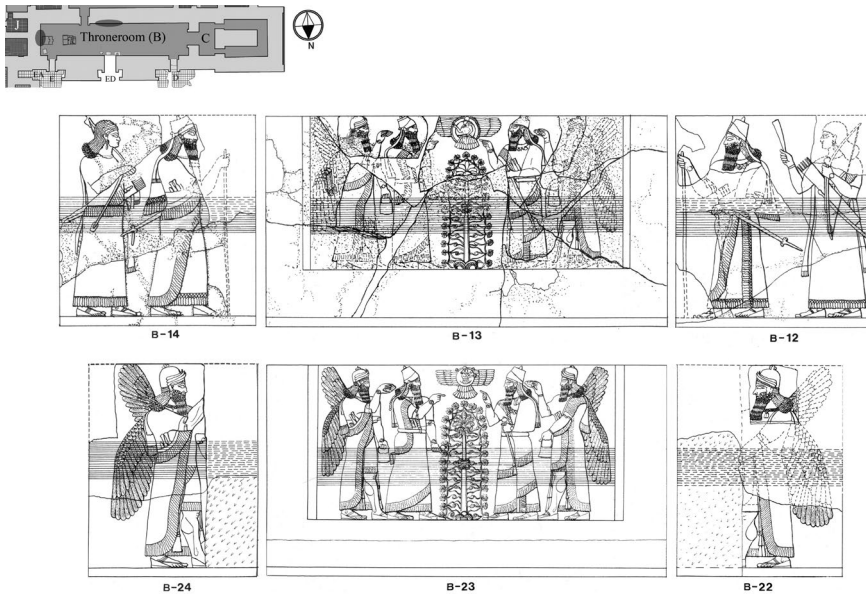 Throneroom (B)
C
EA
E
ED
D
N
B-14
B-13
B-12
B-24
B-23
B-22